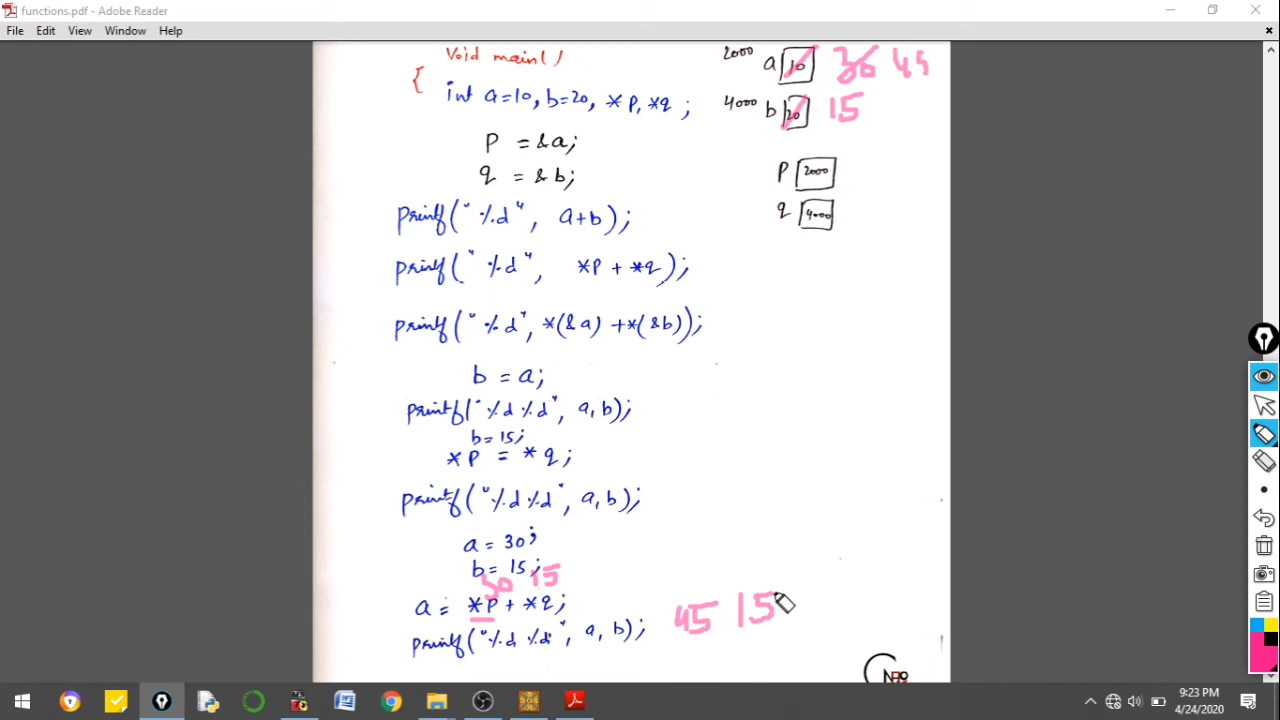 functions.pdf - Adobe Reader
File Edit View Window Help
Void main()
{
int a=10, b=20, *P, *q ;
P = &a;
q = & b;
printf(" %d", a+b);
printf(" %d", *P + *q);
printf(" %d", *(&a) + *(&b));
b = a;
printf(" %d %d", a, b);
b = 15;
*P = *q ;
printf("%d %d", a, b);
a = 30;
b = 15;
30 15
a = *P + *q;
printf("%d %d", a, b);
45 15
2000 a 10 30 45
4000 b 20 15
P 2000
q 4000
9:23 PM
4/24/2020